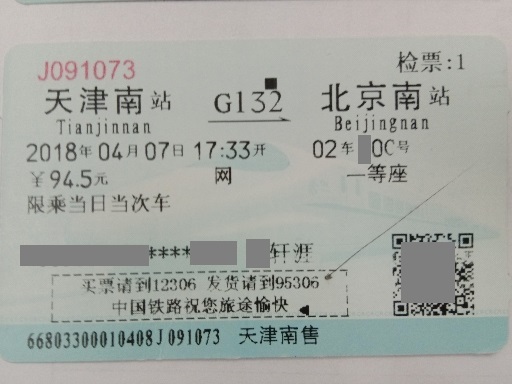 J091073 检票:1
天津南站 G132 北京南站
Tianjinnan Beijingnan
2018年04月07日17:33开 02车 00C号
¥94.5元 网 一等座
限乘当日当次车
**** 轩涯
买票请到12306 发货请到95306
中国铁路祝您旅途愉快
66803300010408J091073 天津南售